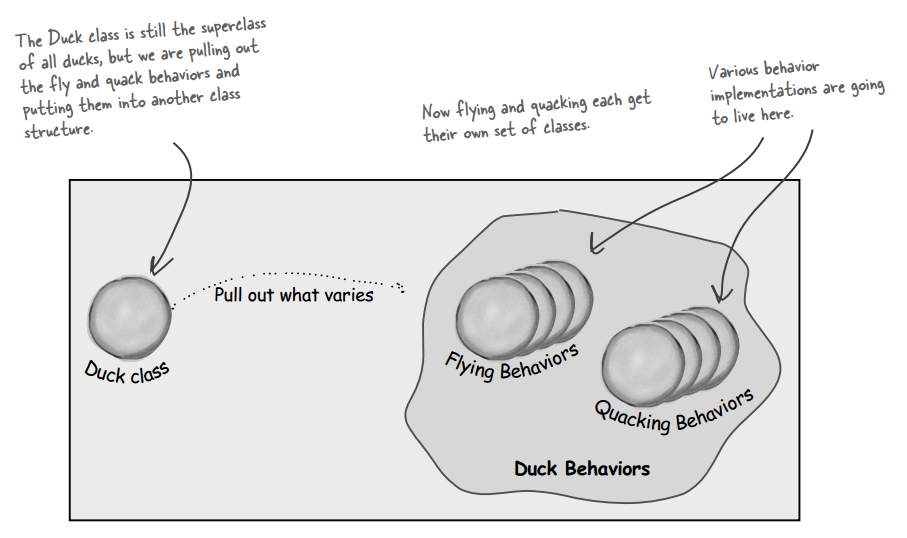 The Duck class is still the superclass
of all ducks, but we are pulling out
the fly and quack behaviors and
putting them into another class
structure.
Now flying and quacking each get
their own set of classes.
Various behavior
implementations are going
to live here.
Pull out what varies
Duck class
Flying Behaviors
Quacking Behaviors
Duck Behaviors